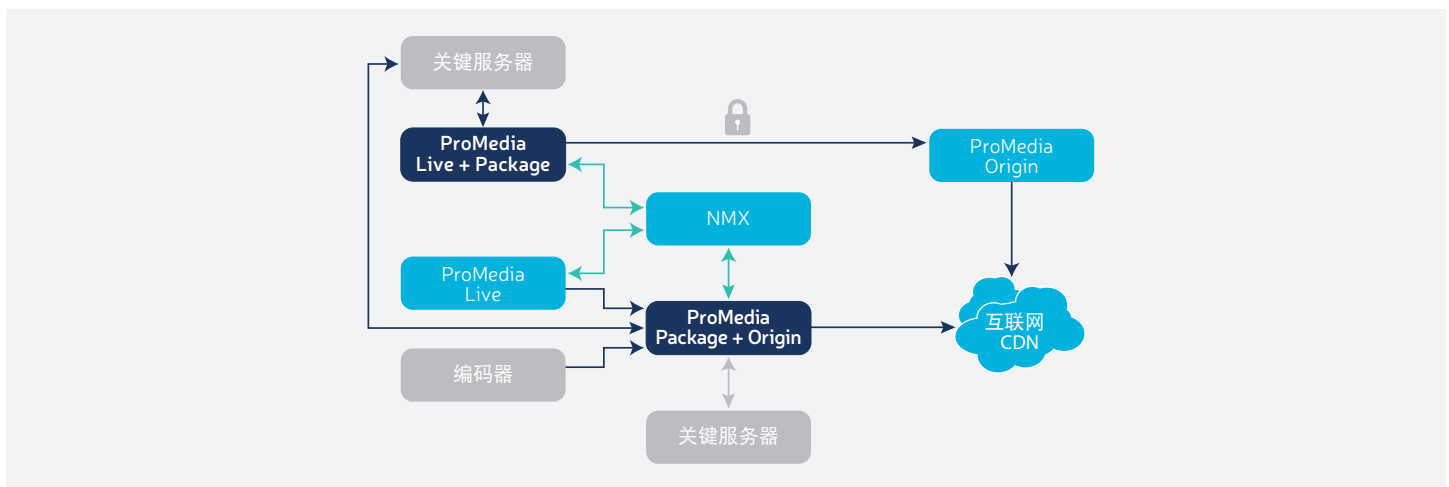 关键服务器
ProMedia
Live + Package
ProMedia
Origin
NMX
ProMedia
Live
ProMedia
Package + Origin
互联网
CDN
编码器
关键服务器